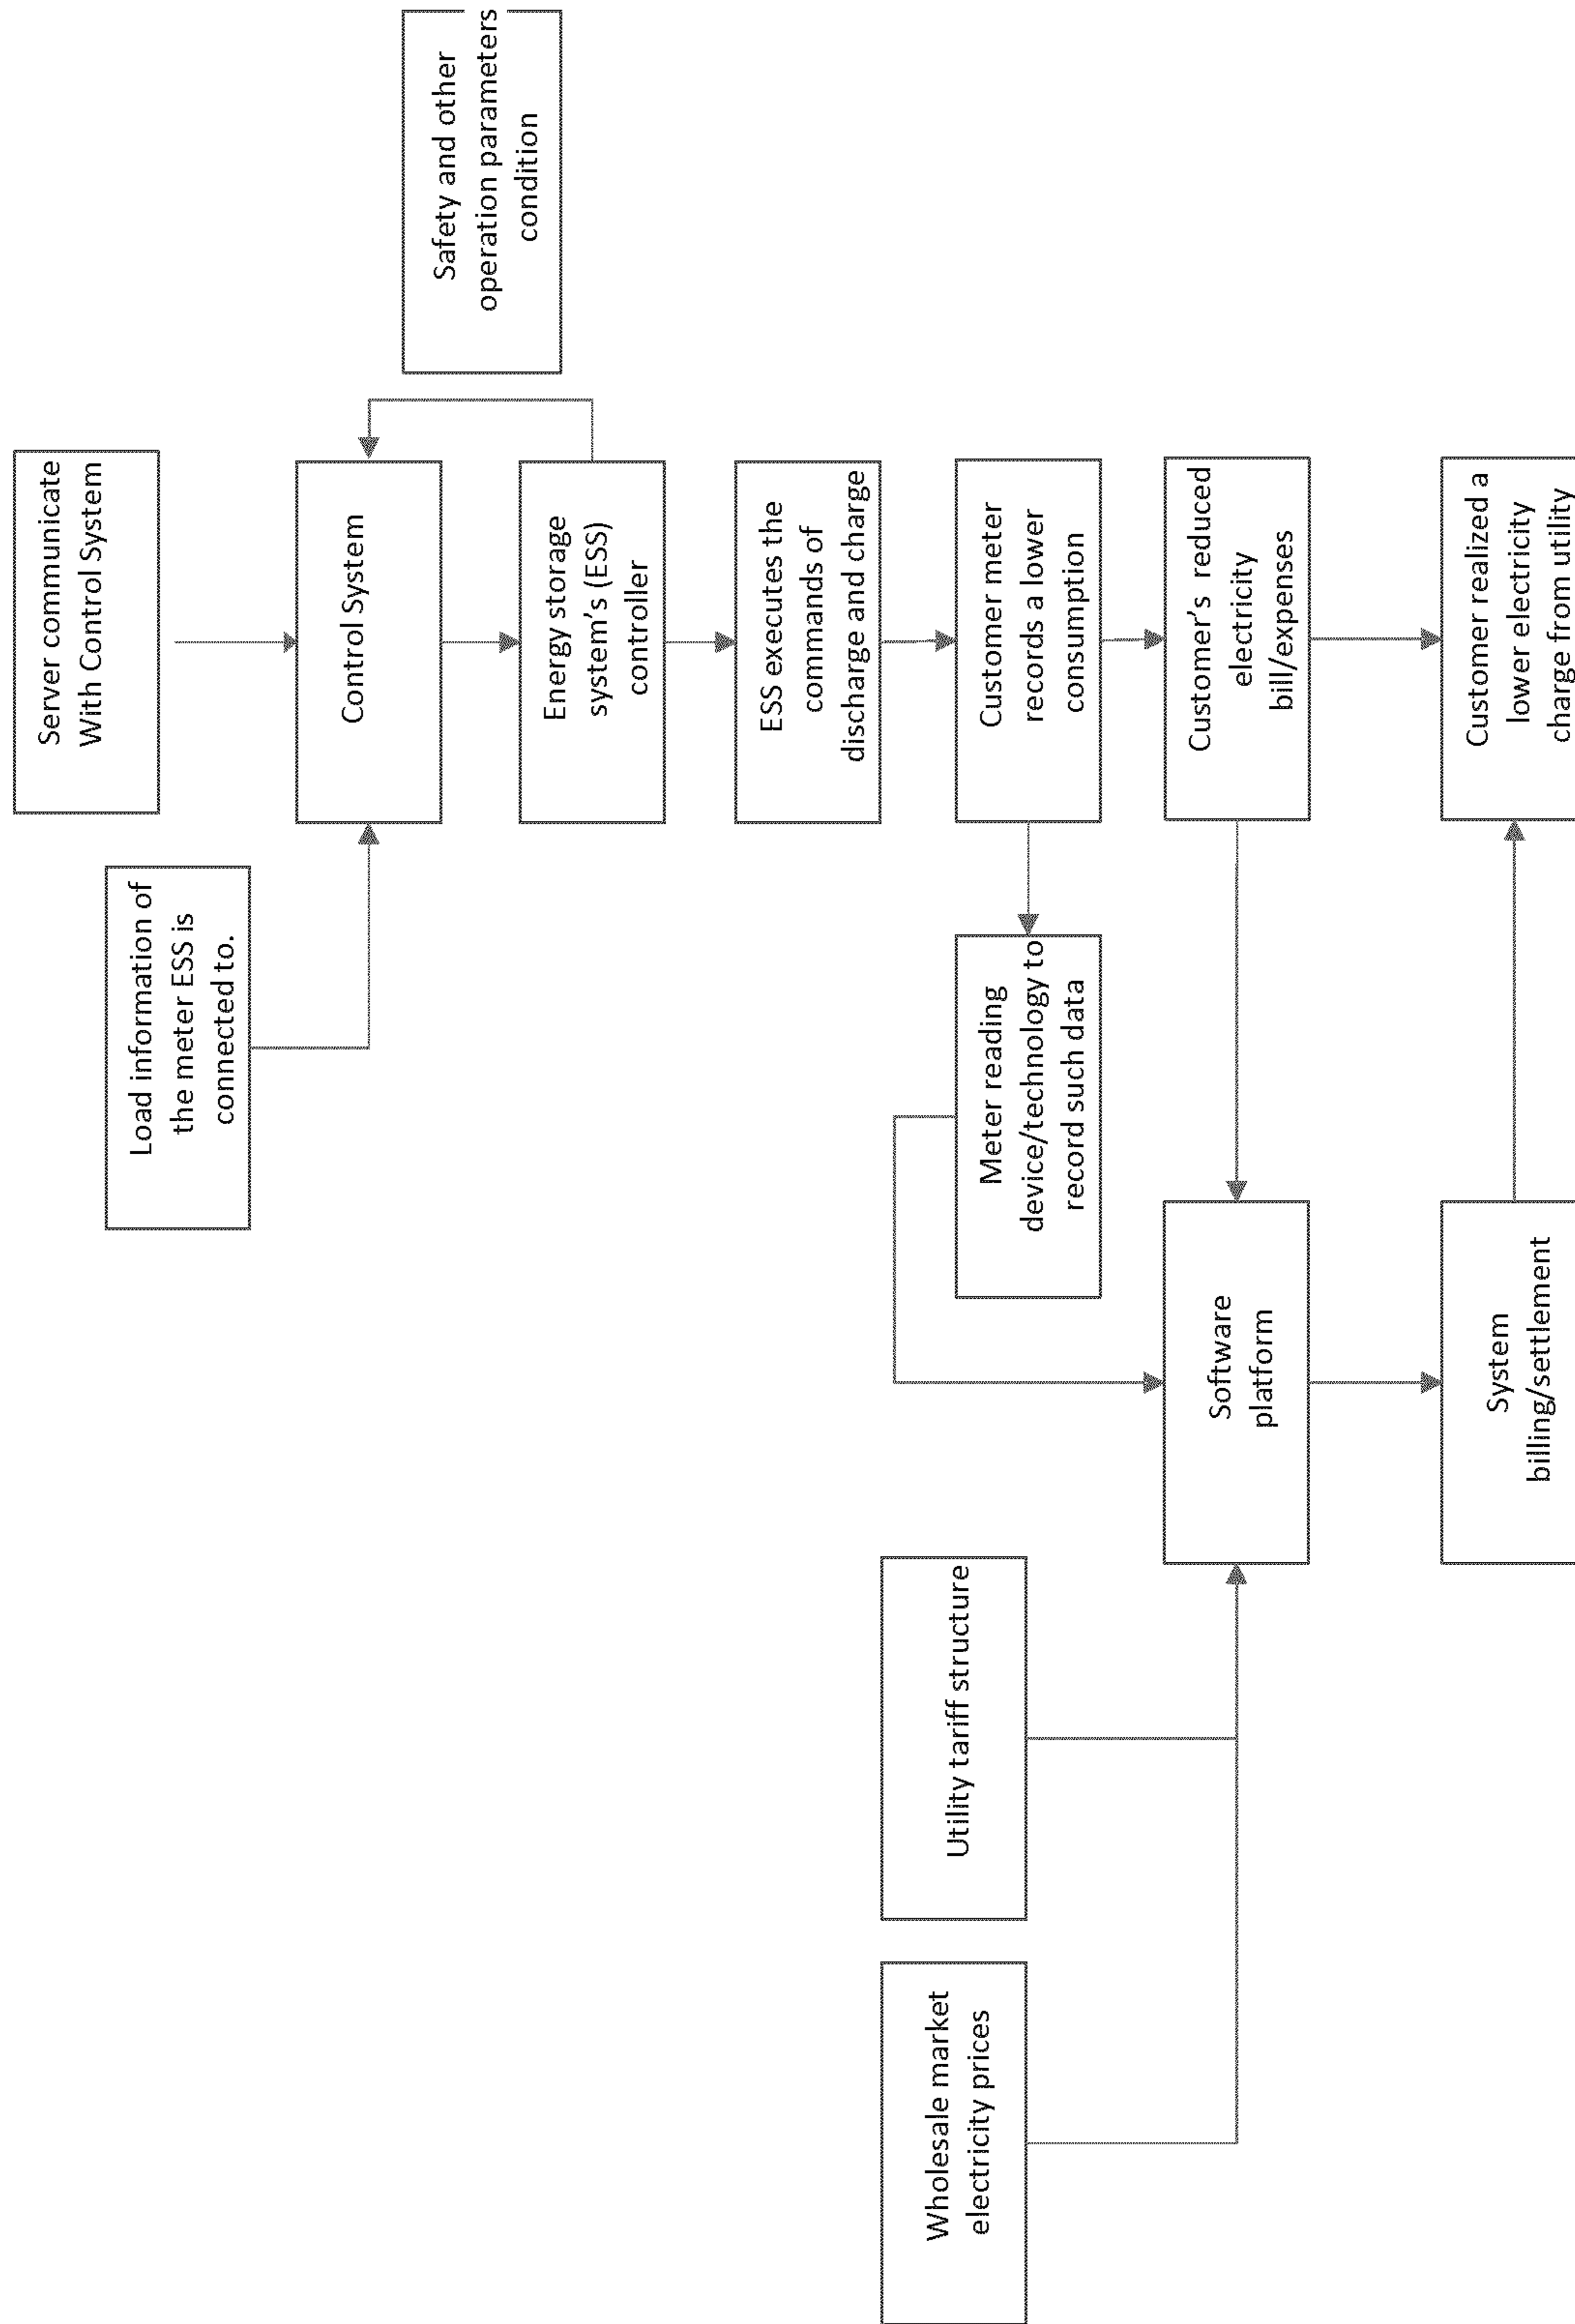 Server communicate
With Control System
Load information of
the meter ESS is
connected to.
Control System
Safety and other
operation parameters
condition
Energy storage
system's (ESS)
controller
ESS executes the
commands of
discharge and charge
Wholesale market
electricity prices
Utility tariff structure
Meter reading
device/technology to
record such data
Customer meter
records a lower
consumption
Software
platform
Customer's reduced
electricity
bill/expenses
System
billing/settlement
Customer realized a
lower electricity
charge from utility